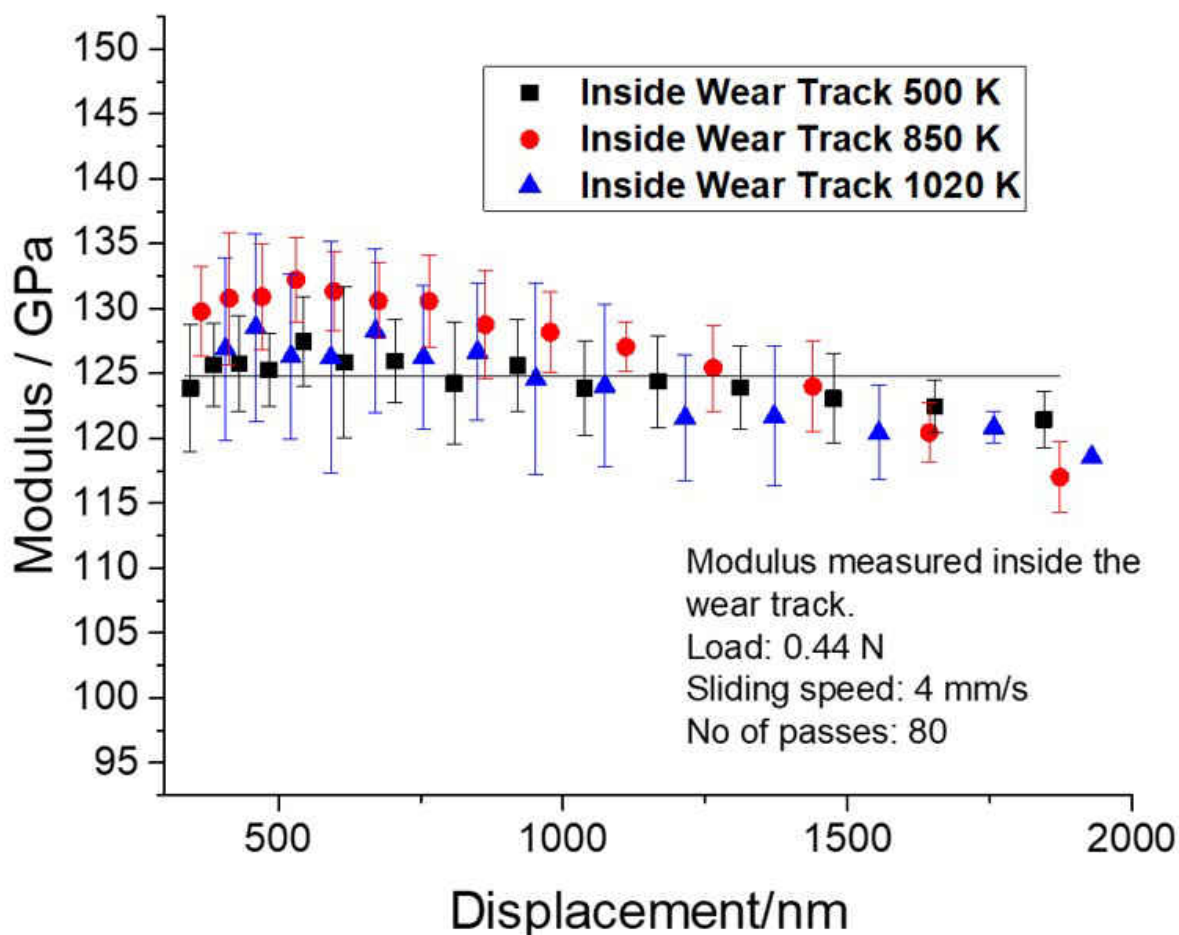 150
145
140
135
130
125
120
115
110
105
100
95
Modulus / GPa
Inside Wear Track 500 K
Inside Wear Track 850 K
Inside Wear Track 1020 K
Modulus measured inside the
wear track.
Load: 0.44 N
Sliding speed: 4 mm/s
No of passes: 80
500
1000
1500
2000
Displacement/nm